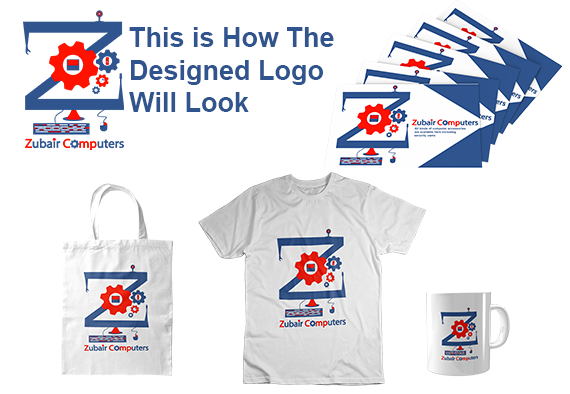 This is How The
Designed Logo
Will Look
Zubair Computers
Zubair Computers
All kinds of computer accessories
are available here including
security cams
Zubair Computers
Zubair Computers
Zubair Computers